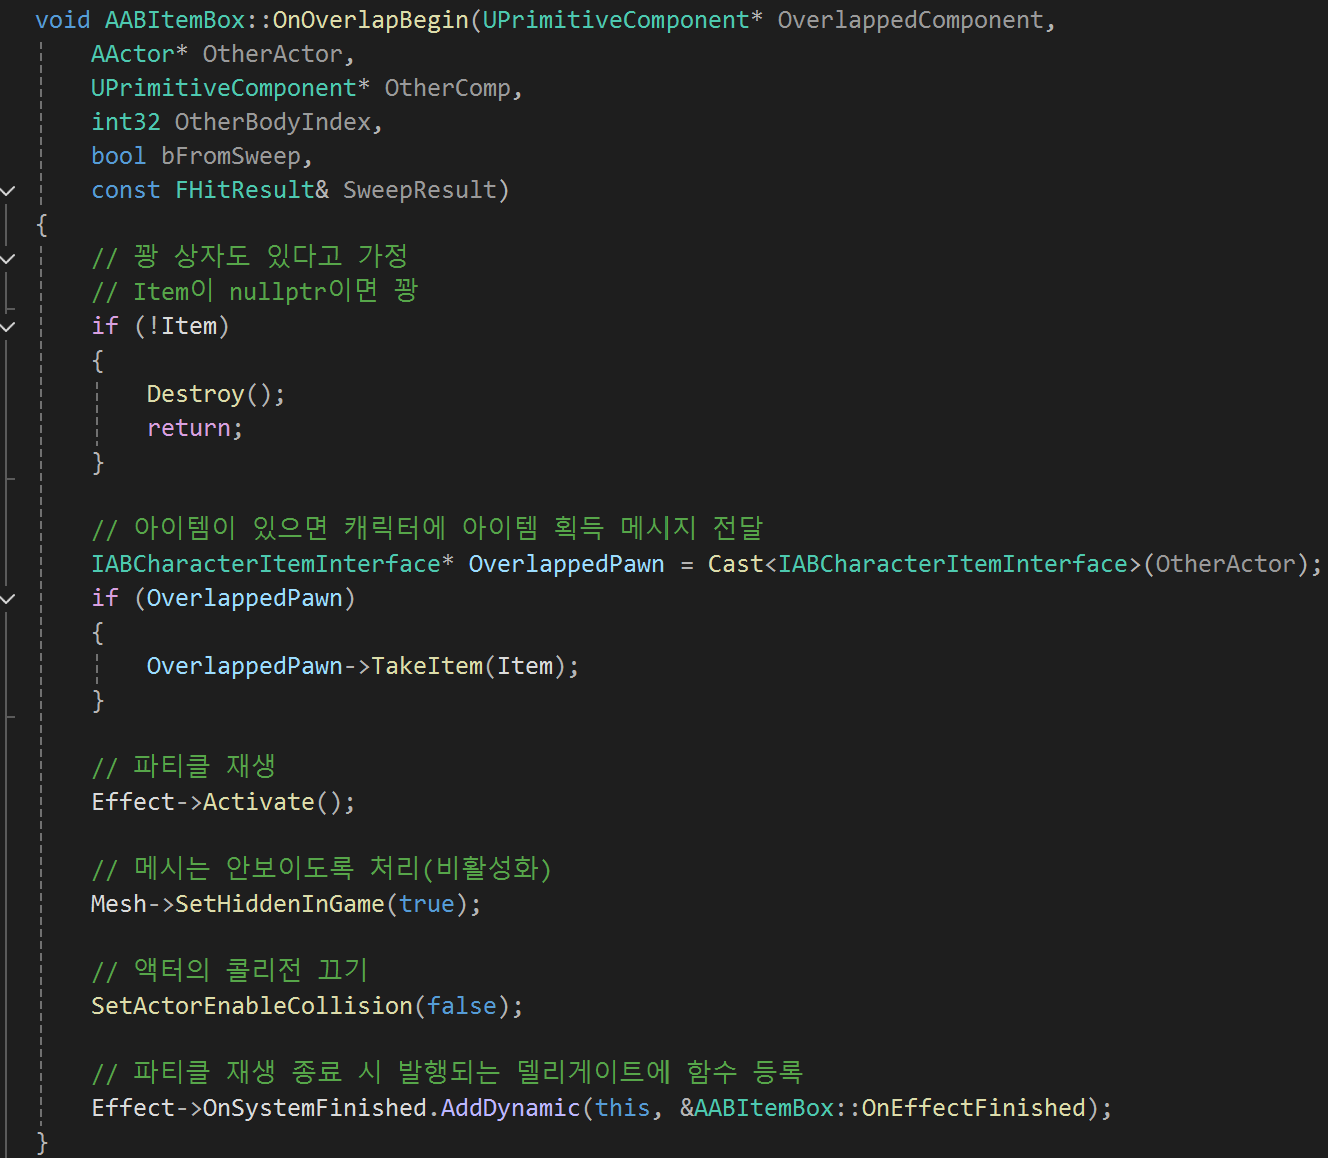 void AABItemBox::OnOverlapBegin(UPrimitiveComponent* OverlappedComponent,
AActor* OtherActor,
UPrimitiveComponent* OtherComp,
int32 OtherBodyIndex,
bool bFromSweep,
const FHitResult& SweepResult)
{
// 꽝 상자도 있다고 가정
// Item이 nullptr이면 꽝
if (!Item)
{
Destroy();
return;
}
// 아이템이 있으면 캐릭터에 아이템 획득 메시지 전달
IABCharacterItemInterface* OverlappedPawn = Cast<IABCharacterItemInterface>(OtherActor);
if (OverlappedPawn)
{
OverlappedPawn->TakeItem(Item);
}
// 파티클 재생
Effect->Activate();
// 메시는 안보이도록 처리(비활성화)
Mesh->SetHiddenInGame(true);
// 액터의 콜리전 끄기
SetActorEnableCollision(false);
// 파티클 재생 종료 시 발행되는 델리게이트에 함수 등록
Effect->OnSystemFinished.AddDynamic(this, &AABItemBox::OnEffectFinished);
}